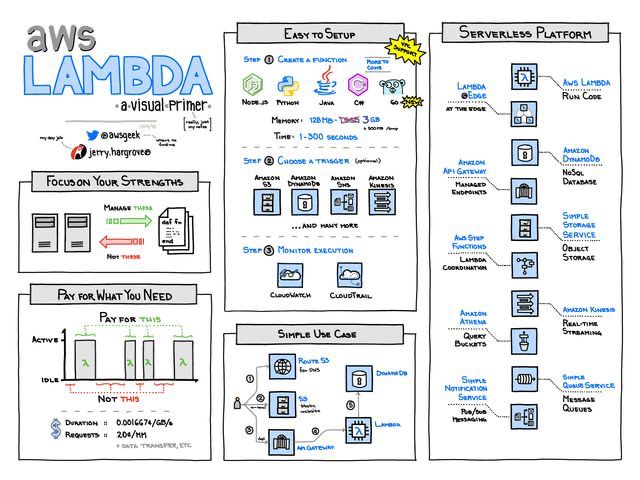 aws
LAMBDA
a visual Primer
really, just my notes
my day job
@awsgeek
where to find me
jerry.hargrove@
FOCUS ON YOUR STRENGTHS
MANAGE THESE
NOT THESE
def fn
end
PAY FOR WHAT YOU NEED
PAY FOR THIS
ACTIVE
λ
λ
λ
λ
IDLE
NOT THIS
$ DURATION :: 0.001667¢/GB/s
REQUESTS :: 20¢/MM
+ DATA TRANSFER, ETC
EASY TO SETUP
VPC SUPPORT
STEP 1 CREATE A FUNCTION
MORE TO COME
JS
NODE.JS
PYTHON
JAVA
C#
C#
GO
NEW
MEMORY: 128MB - 3GB
TIME: 1-300 SECONDS
STEP 2 CHOOSE A TRIGGER (optional)
AMAZON S3
AMAZON DYNAMODB
AMAZON SNS
AMAZON KINESIS
...AND MANY MORE
STEP 3 MONITOR EXECUTION
CLOUDWATCH
CLOUDTRAIL
SIMPLE USE CASE
1
ROUTE 53
for DNS
2
S3
static website
3
API
API GATEWAY
4
λ
LAMBDA
5
DYNAMODB
SERVERLESS PLATFORM
λ
AWS LAMBDA
RUN CODE
LAMBDA @EDGE
AT THE EDGE
AMAZON DYNAMODB
NOSQL DATABASE
AMAZON API GATEWAY
MANAGED ENDPOINTS
SIMPLE STORAGE SERVICE
OBJECT STORAGE
AWS STEP FUNCTIONS
LAMBDA COORDINATION
AMAZON KINESIS
REAL-TIME STREAMING
AMAZON ATHENA
QUERY BUCKETS
SIMPLE QUEUE SERVICE
MESSAGE QUEUES
SIMPLE NOTIFICATION SERVICE
PUB/SUB MESSAGING